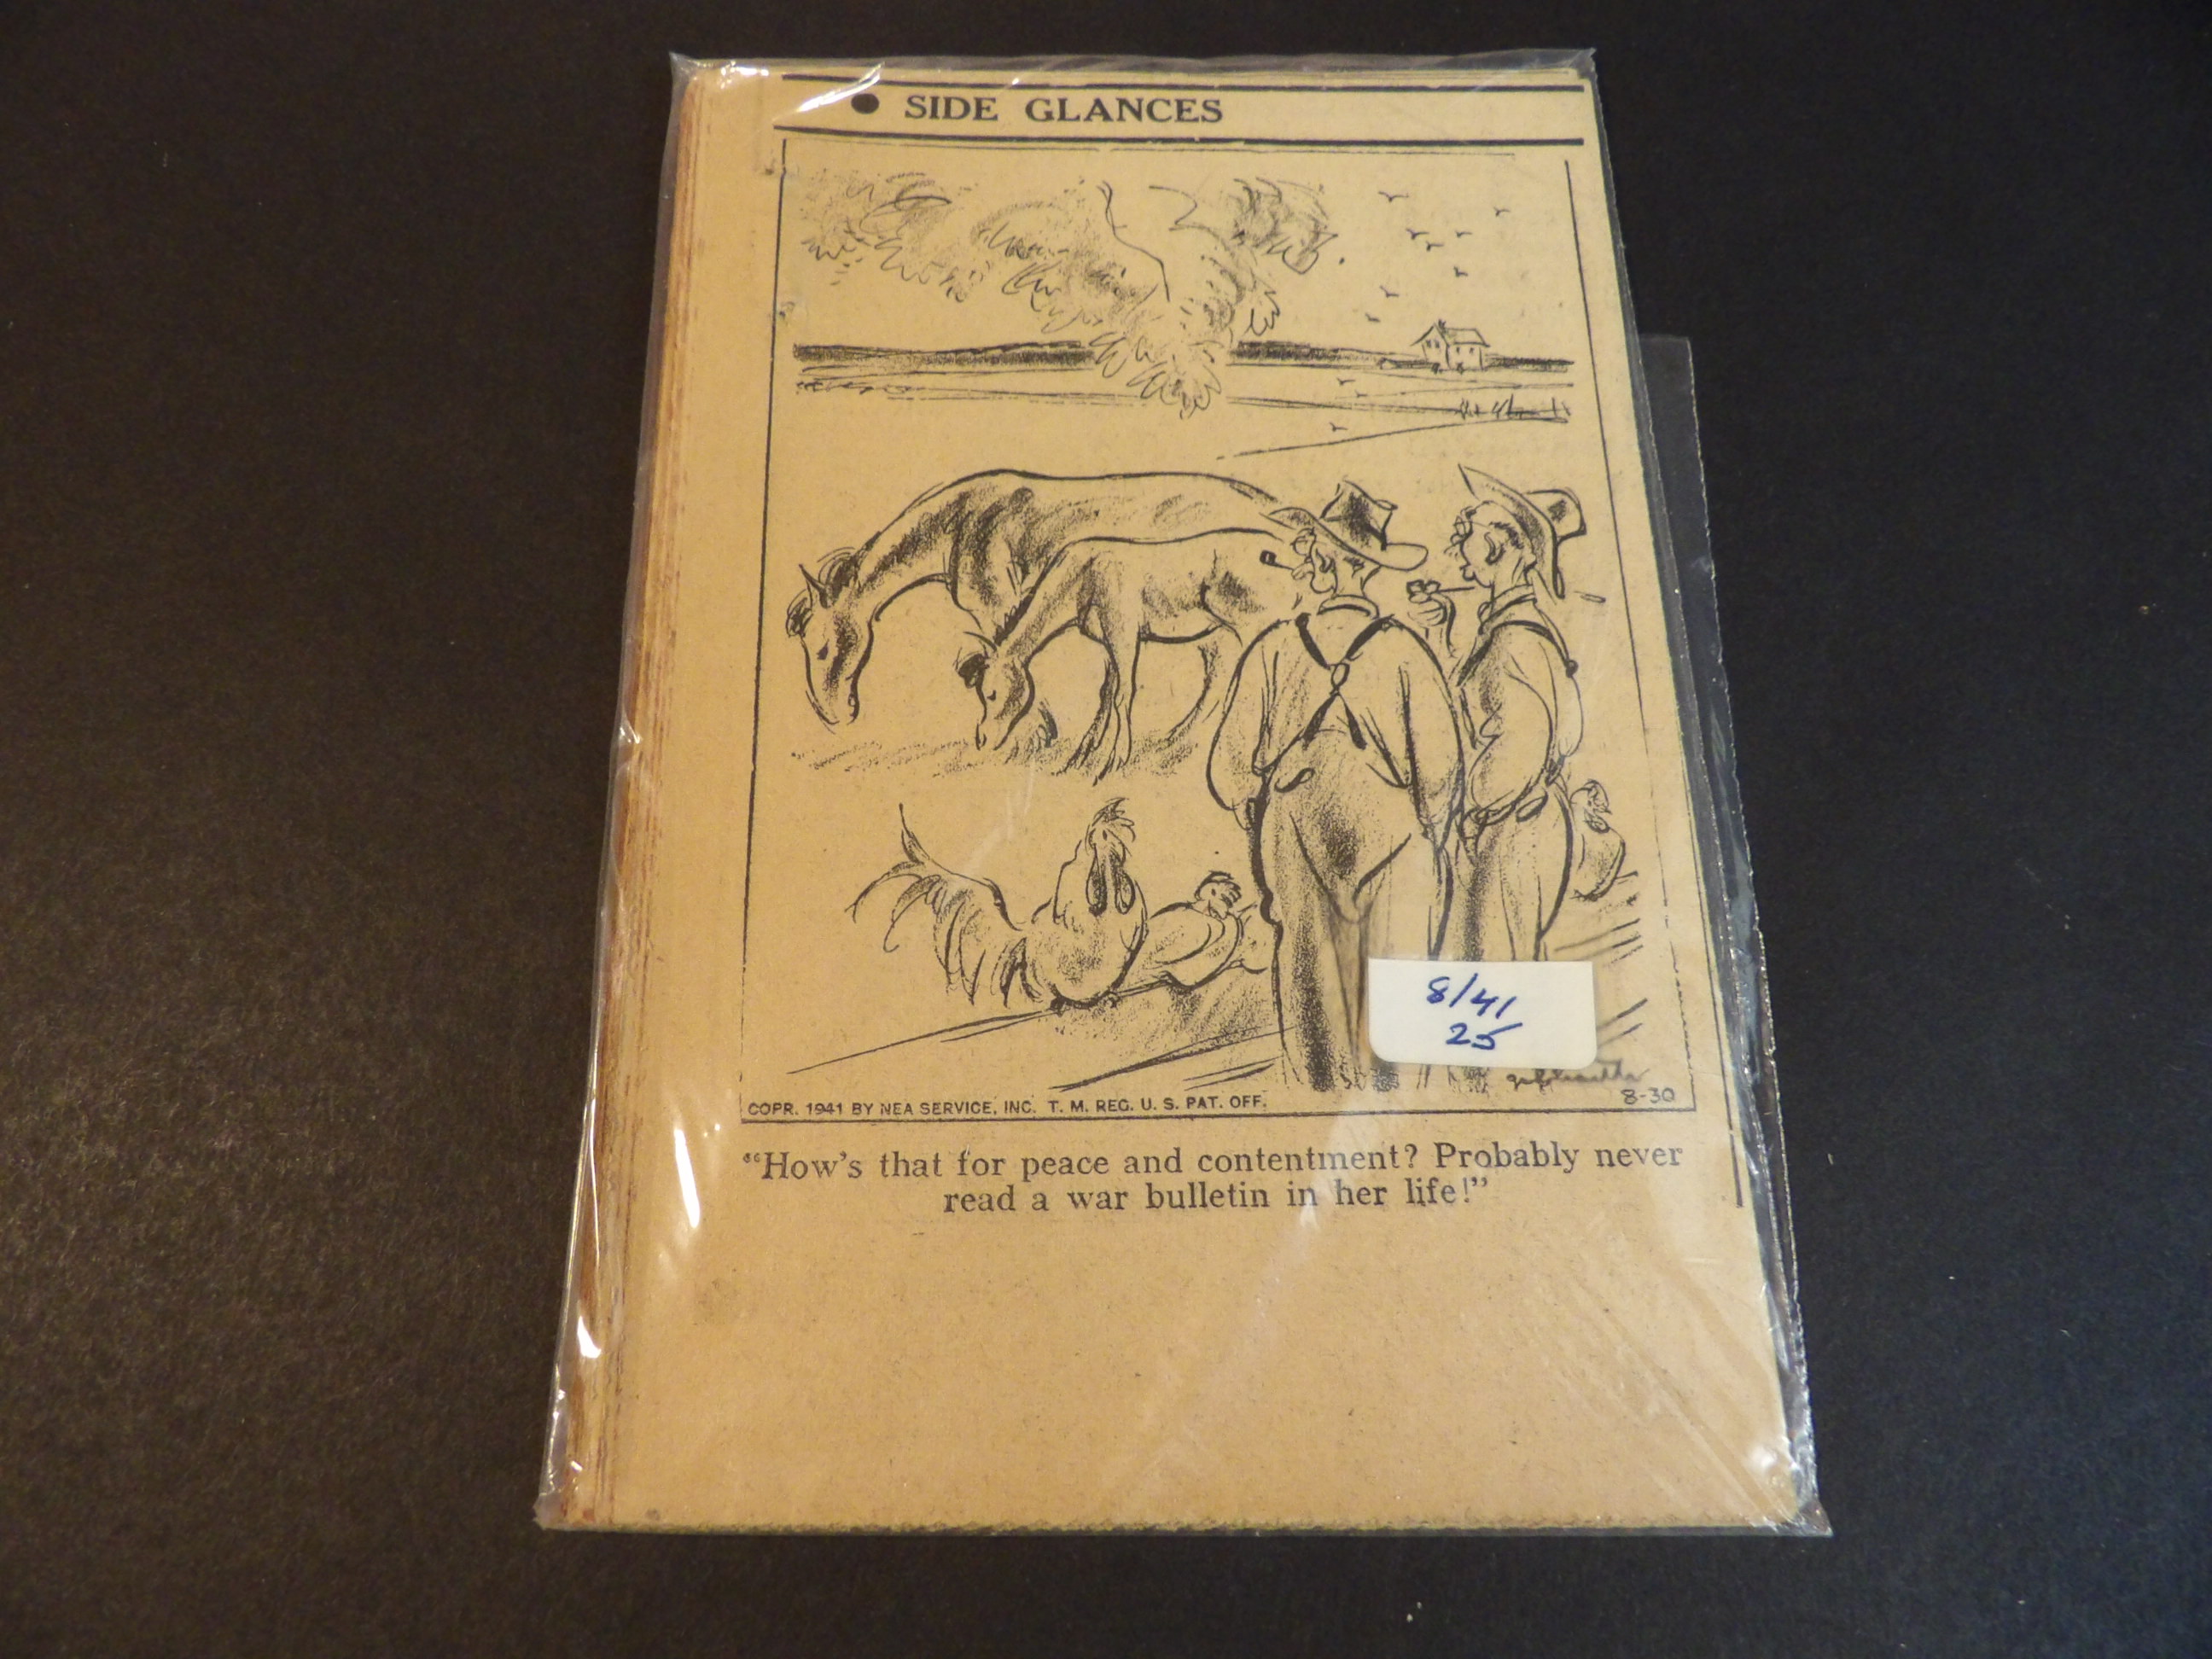 ● SIDE GLANCES
8/41
25
COPR. 1941 BY NEA SERVICE, INC. T. M. REG. U. S. PAT. OFF.
8-30
“How's that for peace and contentment? Probably never
read a war bulletin in her life!”